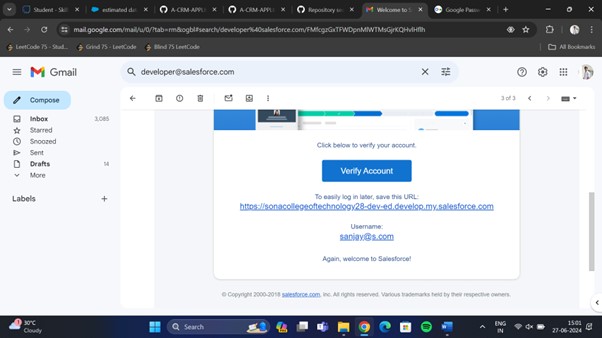 Student - Skill
estimated dat
A-CRM-APPLI
A-CRM-APPLI
Repository sea
Welcome to S
Google Passw
mail.google.com/mail/u/0/?tab=rm&ogbl#search/developer%40salesforce.com/FMfcgzGxTFWDpnMlWTMsGjrKQHvlHflh
LeetCode 75 - Stud...
Grind 75 - LeetCode
Blind 75 LeetCode
All Bookmarks
Gmail
developer@salesforce.com
Compose
Inbox 3,085
Starred
Snoozed
Sent
Drafts 14
More
Labels
3 of 3
Click below to verify your account.
Verify Account
To easily log in later, save this URL:
https://sonacollegeoftechnology28-dev-ed.develop.my.salesforce.com
Username:
sanjay@s.com
Again, welcome to Salesforce!
© Copyright 2000-2018 salesforce.com, inc. All rights reserved. Various trademarks held by their respective owners.
30°C
Cloudy
Search
ENG
IN
15:01
27-06-2024